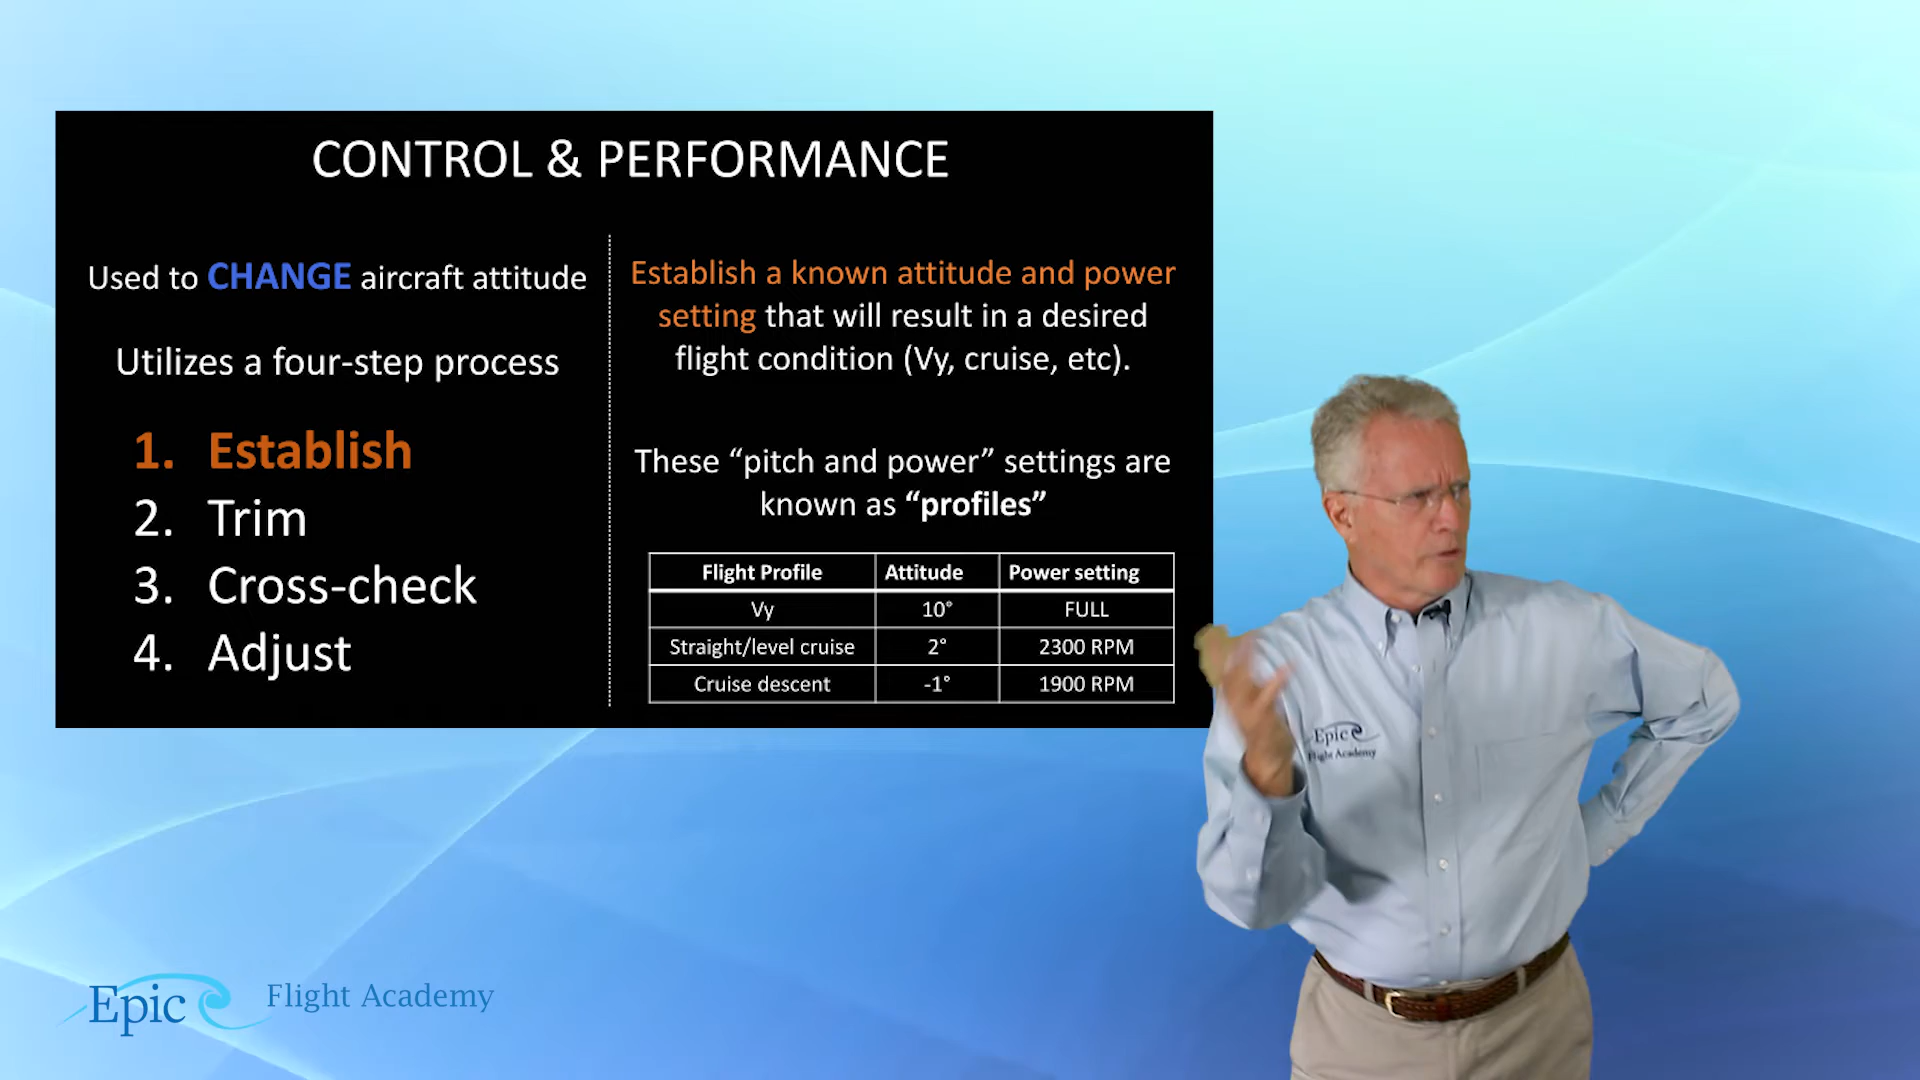 CONTROL & PERFORMANCE
Used to CHANGE aircraft attitude
Utilizes a four-step process
1. Establish
2. Trim
3. Cross-check
4. Adjust
Establish a known attitude and power
setting that will result in a desired
flight condition (Vy, cruise, etc).
These “pitch and power” settings are
known as “profiles”
Flight Profile Attitude Power setting
Vy 10° FULL
Straight/level cruise 2° 2300 RPM
Cruise descent -1° 1900 RPM
Epic
Flight Academy
Epic Flight Academy